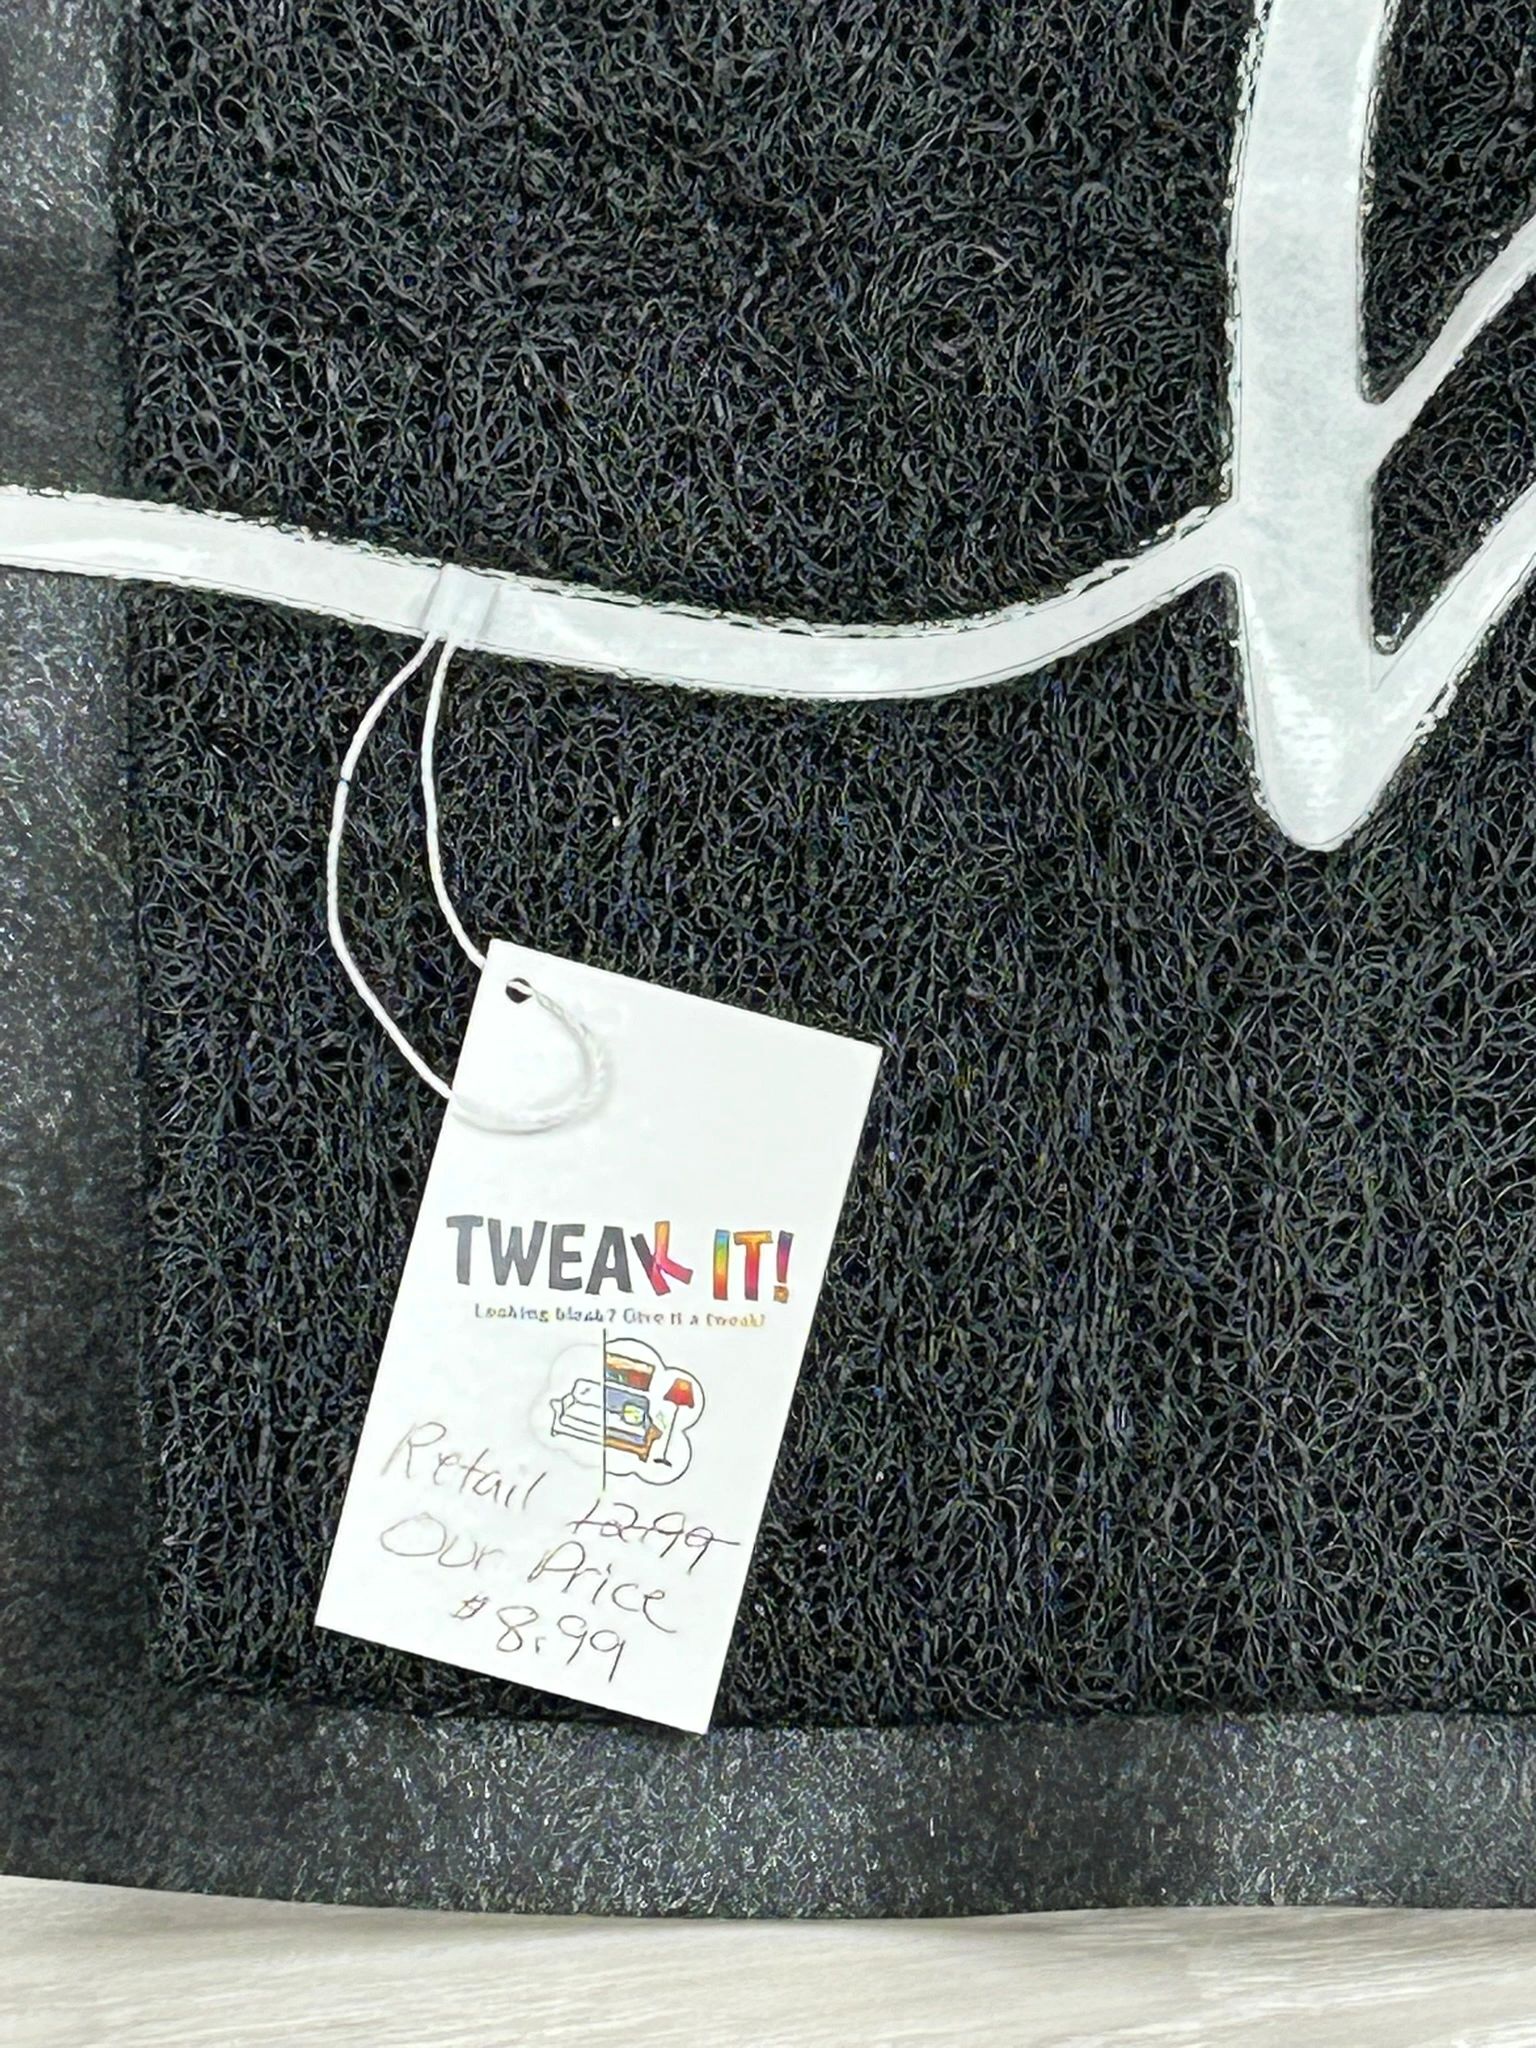 TWEAK IT!
Looking blah? Give it a tweak!
Retail 12.99
Our Price
$8.99